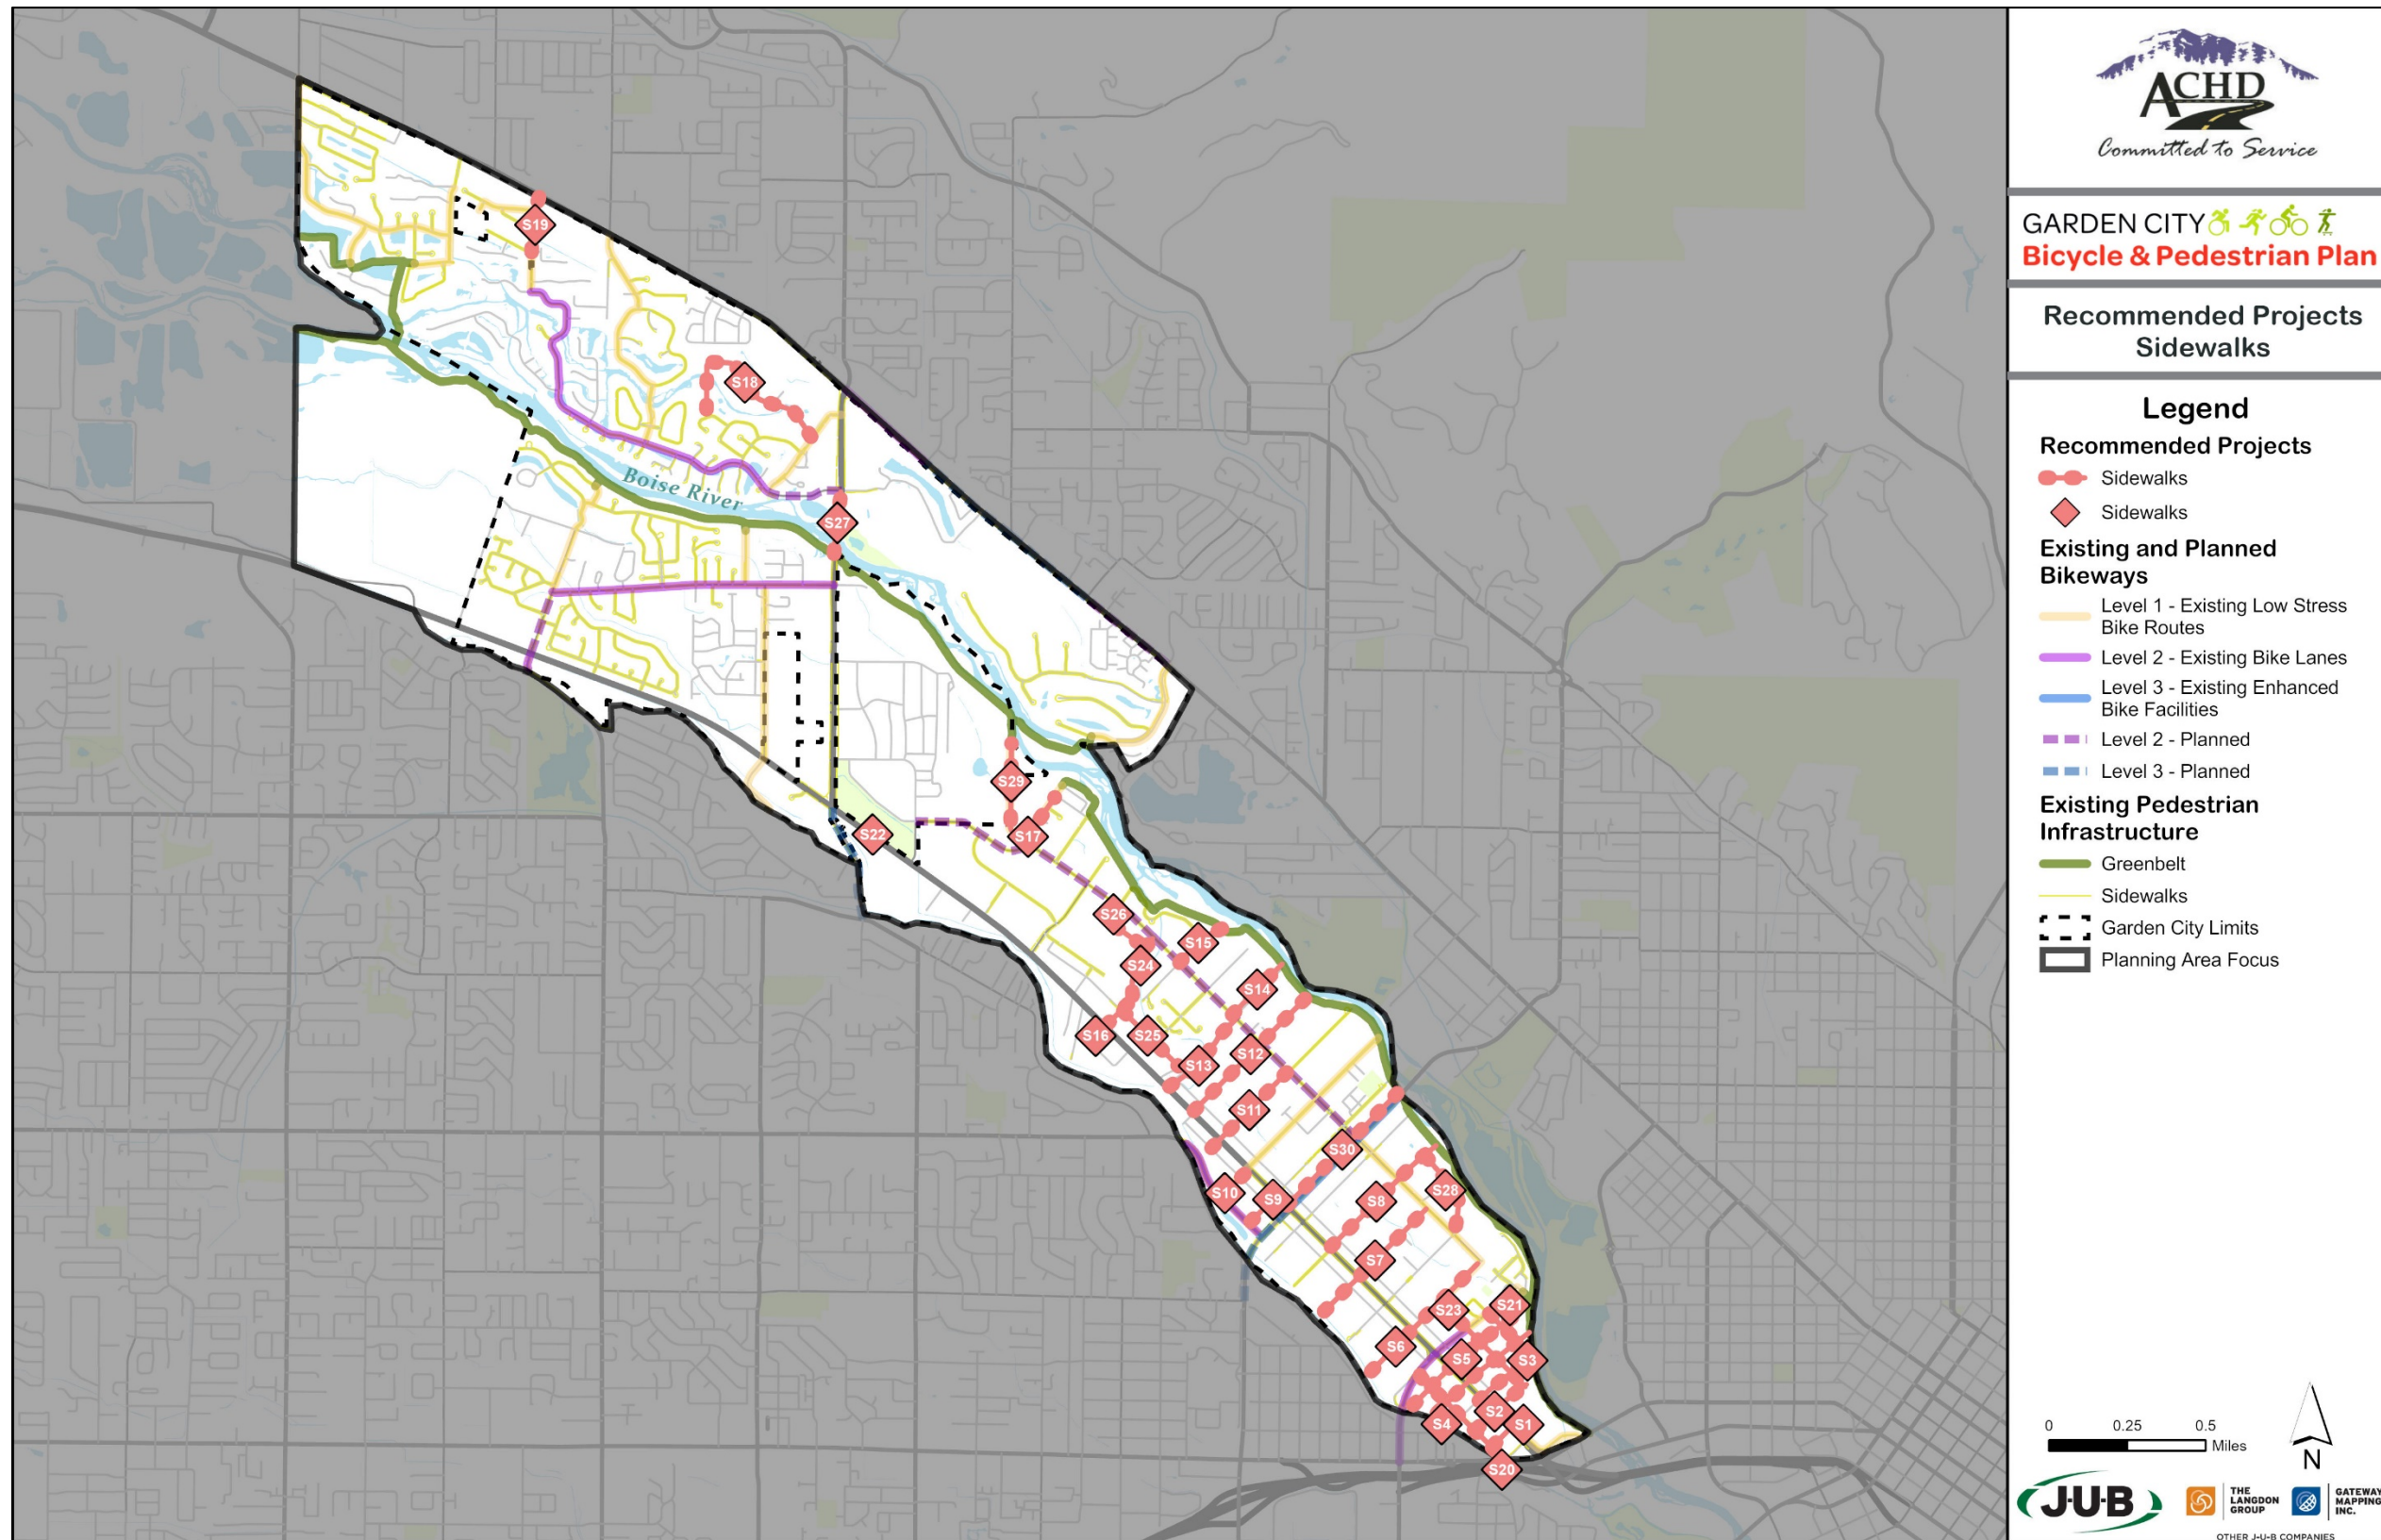 ACHD
Committed to Service
GARDEN CITY
Bicycle & Pedestrian Plan
Recommended Projects
Sidewalks
Legend
Recommended Projects
Sidewalks
Sidewalks
Existing and Planned
Bikeways
Level 1 - Existing Low Stress
Bike Routes
Level 2 - Existing Bike Lanes
Level 3 - Existing Enhanced
Bike Facilities
Level 2 - Planned
Level 3 - Planned
Existing Pedestrian
Infrastructure
Greenbelt
Sidewalks
Garden City Limits
Planning Area Focus
0 0.25 0.5
Miles
N
J·U·B
THE
LANGDON
GROUP
GATEWAY
MAPPING
INC.
OTHER J-U-B COMPANIES
S19
S18
Boise River
S27
S29
S22
S17
S26
S15
S24
S14
S16
S25
S12
S13
S11
S30
S10
S9
S8
S28
S7
S23
S21
S6
S5
S3
S2
S4
S1
S20